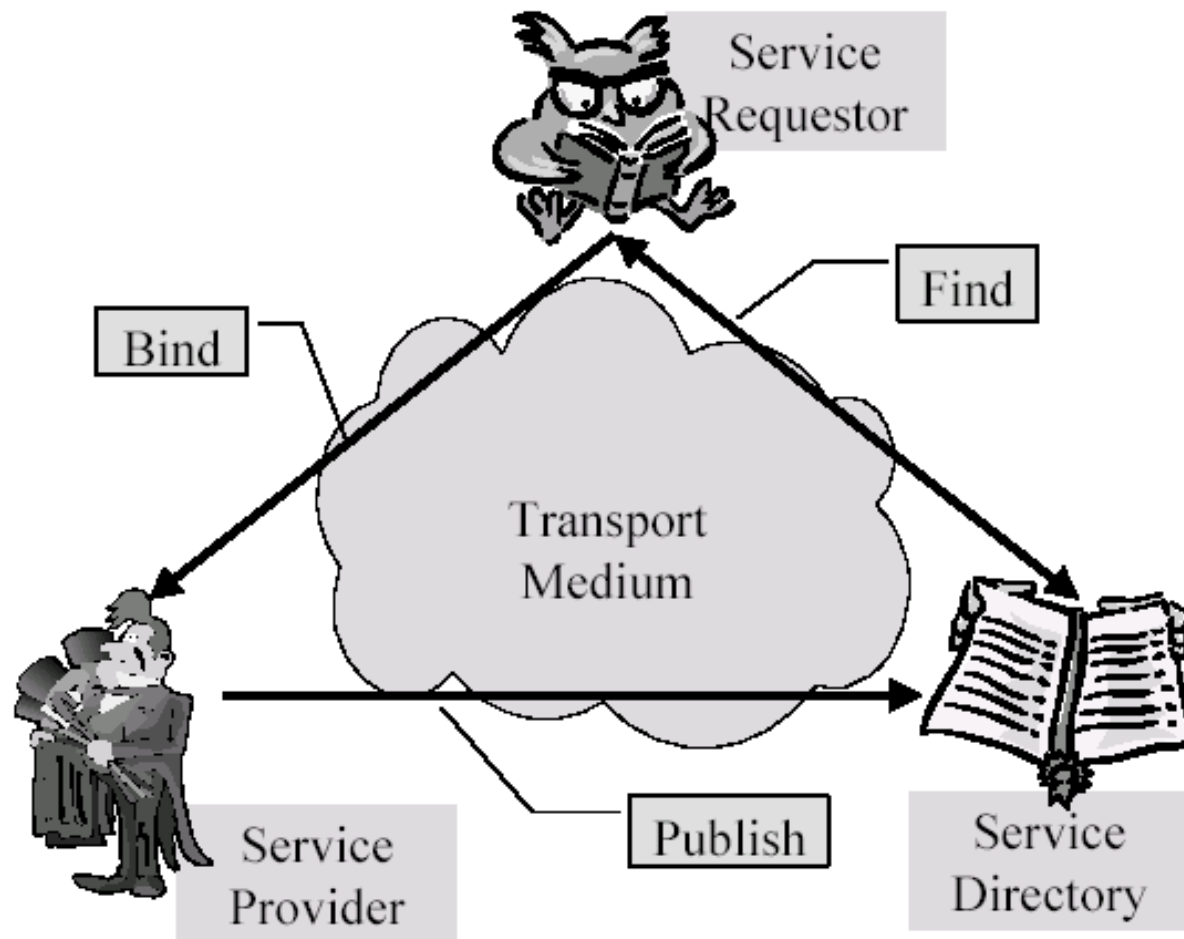 Service
Requestor
Find
Bind
Transport
Medium
Publish
Service
Provider
Service
Directory